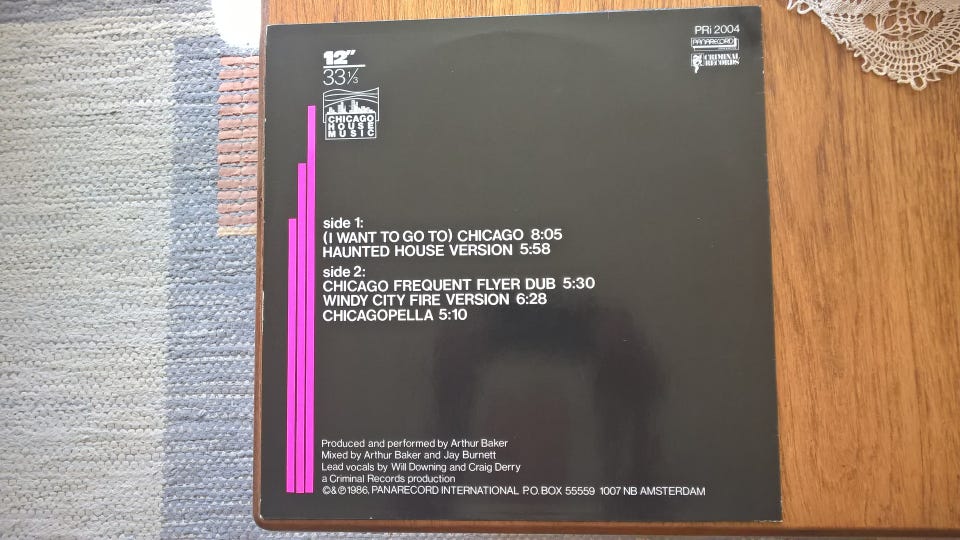 PRi 2004
PANARECORD
CRIMINAL
RECORDS
12"
33 1/3
CHICAGO
HOUSE
MUSIC
side 1:
(I WANT TO GO TO) CHICAGO 8:05
HAUNTED HOUSE VERSION 5:58
side 2:
CHICAGO FREQUENT FLYER DUB 5:30
WINDY CITY FIRE VERSION 6:28
CHICAGOPELLA 5:10
Produced and performed by Arthur Baker
Mixed by Arthur Baker and Jay Burnett
Lead vocals by Will Downing and Craig Derry
a Criminal Records production
©&℗1986, PANARECORD INTERNATIONAL P.O. BOX 55559 1007 NB AMSTERDAM